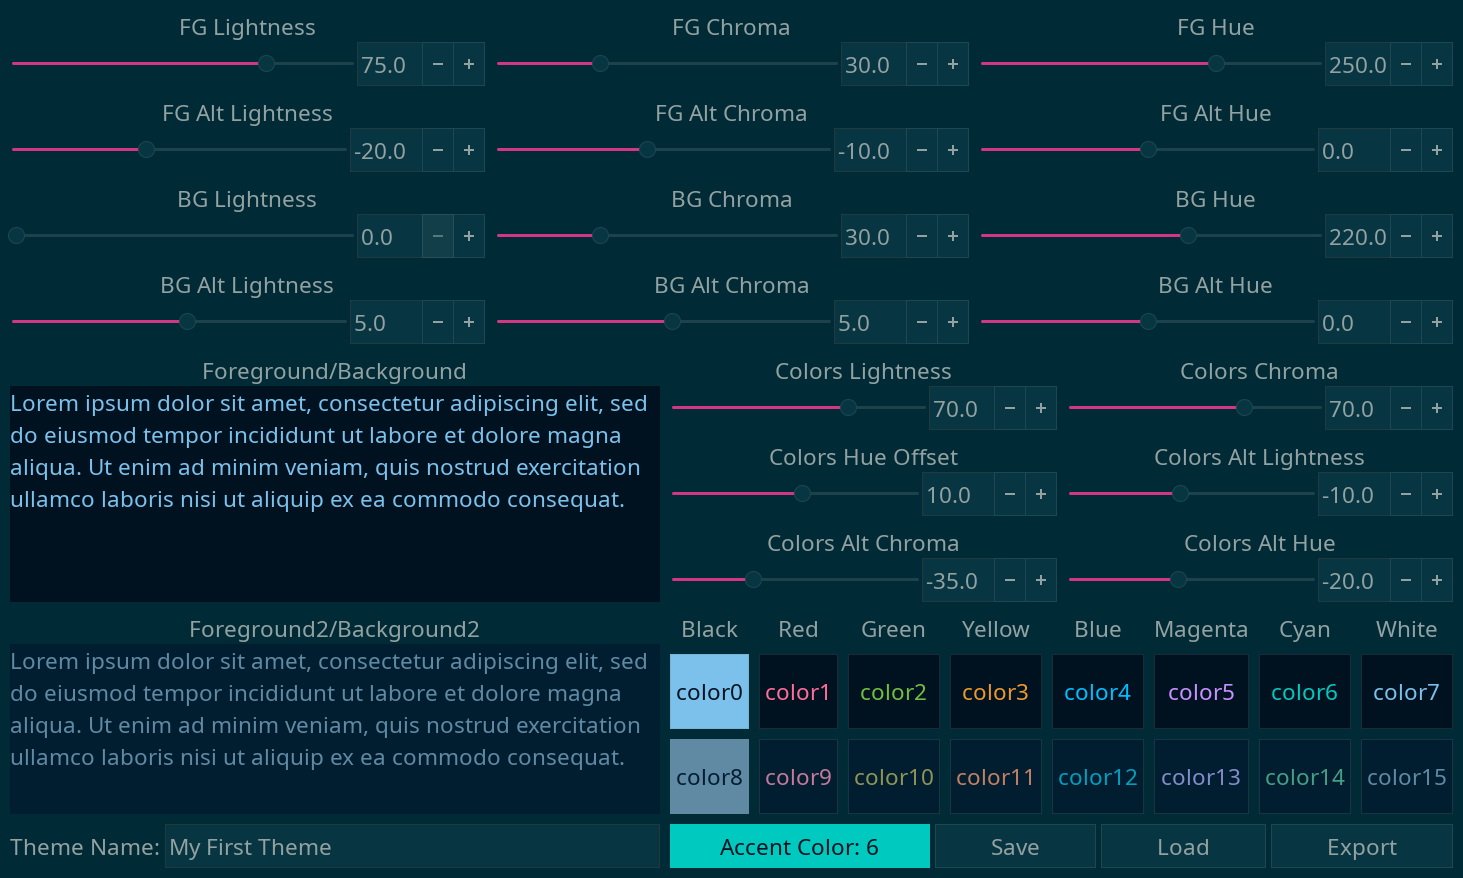 FG Lightness FG Chroma FG Hue
75.0 − + 30.0 − + 250.0 − +
FG Alt Lightness FG Alt Chroma FG Alt Hue
-20.0 − + -10.0 − + 0.0 − +
BG Lightness BG Chroma BG Hue
0.0 − + 30.0 − + 220.0 − +
BG Alt Lightness BG Alt Chroma BG Alt Hue
5.0 − + 5.0 − + 0.0 − +
Foreground/Background
Lorem ipsum dolor sit amet, consectetur adipiscing elit, sed
do eiusmod tempor incididunt ut labore et dolore magna
aliqua. Ut enim ad minim veniam, quis nostrud exercitation
ullamco laboris nisi ut aliquip ex ea commodo consequat.
Colors Lightness Colors Chroma
70.0 − + 70.0 − +
Colors Hue Offset Colors Alt Lightness
10.0 − + -10.0 − +
Colors Alt Chroma Colors Alt Hue
-35.0 − + -20.0 − +
Foreground2/Background2
Lorem ipsum dolor sit amet, consectetur adipiscing elit, sed
do eiusmod tempor incididunt ut labore et dolore magna
aliqua. Ut enim ad minim veniam, quis nostrud exercitation
ullamco laboris nisi ut aliquip ex ea commodo consequat.
Black Red Green Yellow Blue Magenta Cyan White
color0 color1 color2 color3 color4 color5 color6 color7
color8 color9 color10 color11 color12 color13 color14 color15
Theme Name: My First Theme
Accent Color: 6 Save Load Export